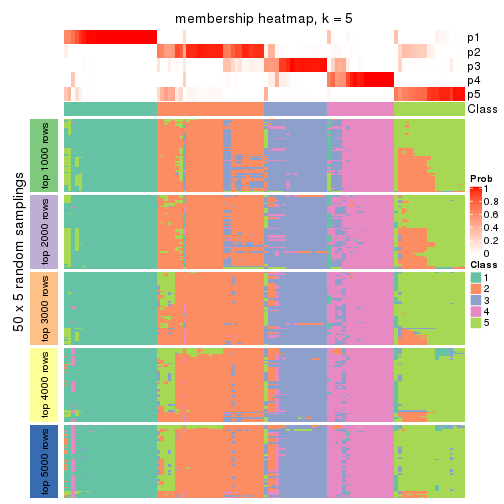 membership heatmap, k = 5
p1
p2
p3
p4
p5
Class
50 x 5 random samplings
top 1000 rows
top 2000 rows
top 3000 rows
top 4000 rows
top 5000 rows
Prob
1
0.8
0.6
0.4
0.2
0
Class
1
2
3
4
5